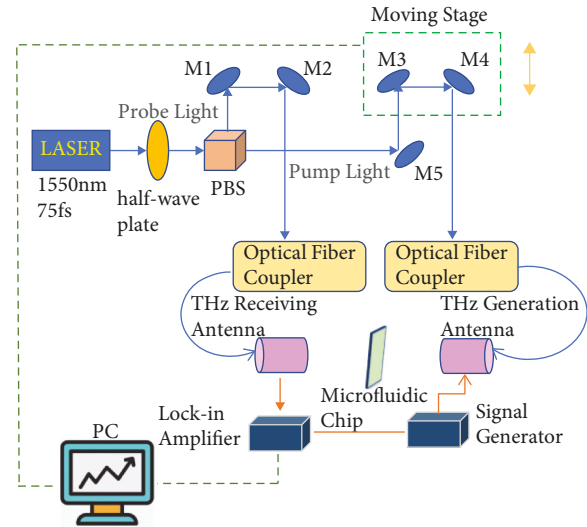 Moving Stage
M1
M2
M3
M4
Probe Light
LASER
1550nm
75fs
half-wave
plate
PBS
Pump Light
M5
Optical Fiber
Coupler
Optical Fiber
Coupler
THz Receiving
Antenna
THz Generation
Antenna
Microfluidic
Chip
Lock-in
Amplifier
Signal
Generator
PC